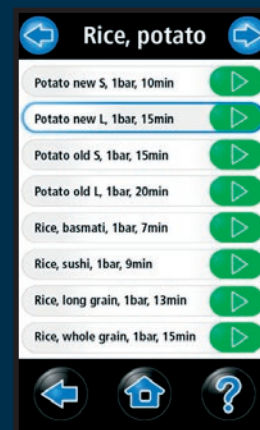 Rice, potato
Potato new S, 1bar, 10min
Potato new L, 1bar, 15min
Potato old S, 1bar, 15min
Potato old L, 1bar, 20min
Rice, basmati, 1bar, 7min
Rice, sushi, 1bar, 9min
Rice, long grain, 1bar, 13min
Rice, whole grain, 1bar, 15min
?